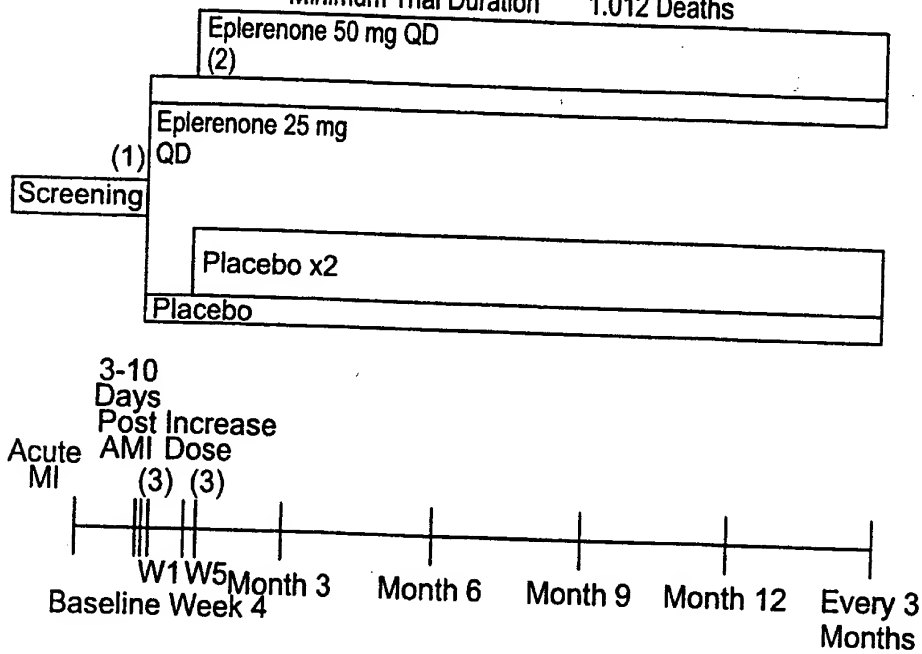 Minimum Trial Duration 1.012 Deaths
Eplerenone 50 mg QD
(2)
Eplerenone 25 mg
(1) QD
Screening
Placebo x2
Placebo
3-10
Days
Post Increase
Acute AMI Dose
MI (3) (3)
W1 W5 Month 3 Month 6 Month 9 Month 12 Every 3
Baseline Week 4 Months